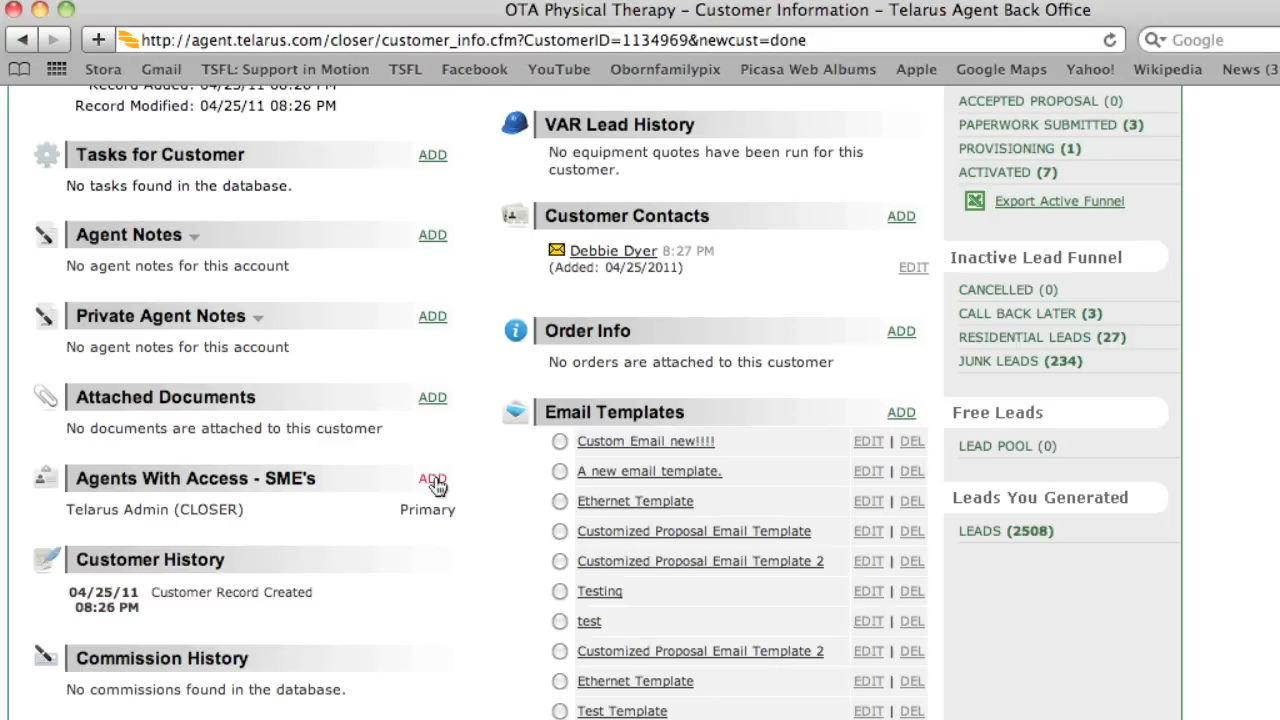 OTA Physical Therapy – Customer Information – Telarus Agent Back Office
http://agent.telarus.com/closer/customer_info.cfm?CustomerID=1134969&newcust=done
Google
Stora Gmail TSFL: Support in Motion TSFL Facebook YouTube Obornfamilypix Picasa Web Albums Apple Google Maps Yahoo! Wikipedia News (3
Record Added: 04/25/11 08:26 PM
Record Modified: 04/25/11 08:26 PM
Tasks for Customer ADD
No tasks found in the database.
Agent Notes ADD
No agent notes for this account
Private Agent Notes ADD
No agent notes for this account
Attached Documents ADD
No documents are attached to this customer
Agents With Access - SME's ADD
Telarus Admin (CLOSER) Primary
Customer History
04/25/11 Customer Record Created
08:26 PM
Commission History
No commissions found in the database.
VAR Lead History
No equipment quotes have been run for this
customer.
Customer Contacts ADD
Debbie Dyer 8:27 PM
(Added: 04/25/2011) EDIT
Order Info ADD
No orders are attached to this customer
Email Templates ADD
Custom Email new!!!! EDIT | DEL
A new email template. EDIT | DEL
Ethernet Template EDIT | DEL
Customized Proposal Email Template EDIT | DEL
Customized Proposal Email Template 2 EDIT | DEL
Testing EDIT | DEL
test EDIT | DEL
Customized Proposal Email Template 2 EDIT | DEL
Ethernet Template EDIT | DEL
Test Template EDIT | DEL
ACCEPTED PROPOSAL (0)
PAPERWORK SUBMITTED (3)
PROVISIONING (1)
ACTIVATED (7)
Export Active Funnel
Inactive Lead Funnel
CANCELLED (0)
CALL BACK LATER (3)
RESIDENTIAL LEADS (27)
JUNK LEADS (234)
Free Leads
LEAD POOL (0)
Leads You Generated
LEADS (2508)